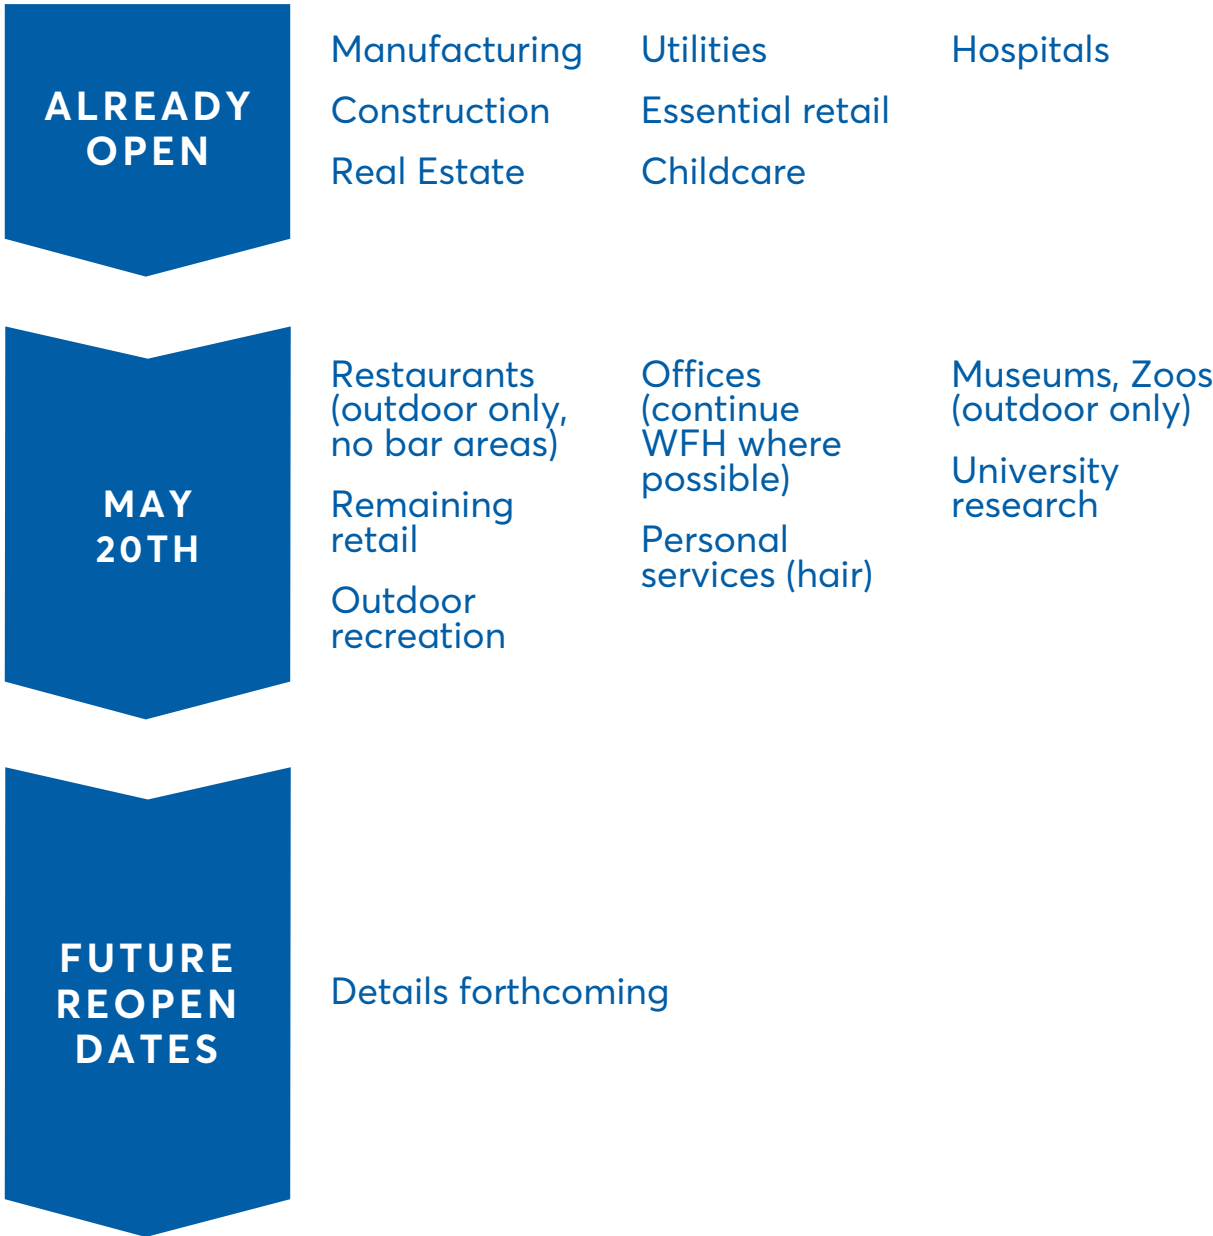 ALREADY
OPEN
Manufacturing
Construction
Real Estate
Utilities
Essential retail
Childcare
Hospitals
MAY
20TH
Restaurants
(outdoor only,
no bar areas)
Remaining
retail
Outdoor
recreation
Offices
(continue
WFH where
possible)
Personal
services (hair)
Museums, Zoos
(outdoor only)
University
research
FUTURE
REOPEN
DATES
Details forthcoming